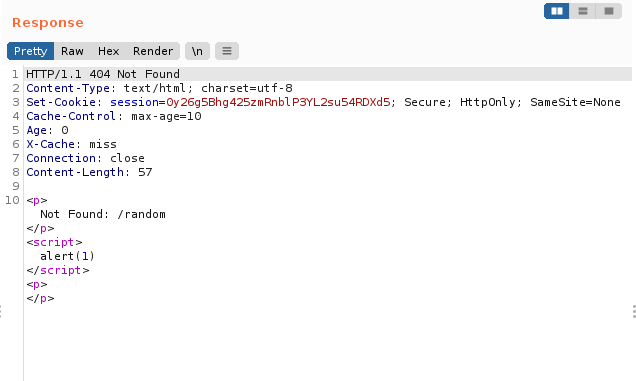 Response
Pretty Raw Hex Render \n
1 HTTP/1.1 404 Not Found
2 Content-Type: text/html; charset=utf-8
3 Set-Cookie: session=0y26g5Bhg425zmRnblP3YL2su54RDXd5; Secure; HttpOnly; SameSite=None
4 Cache-Control: max-age=10
5 Age: 0
6 X-Cache: miss
7 Connection: close
8 Content-Length: 57
9
10 <p>
Not Found: /random
</p>
<script>
alert(1)
</script>
<p>
</p>